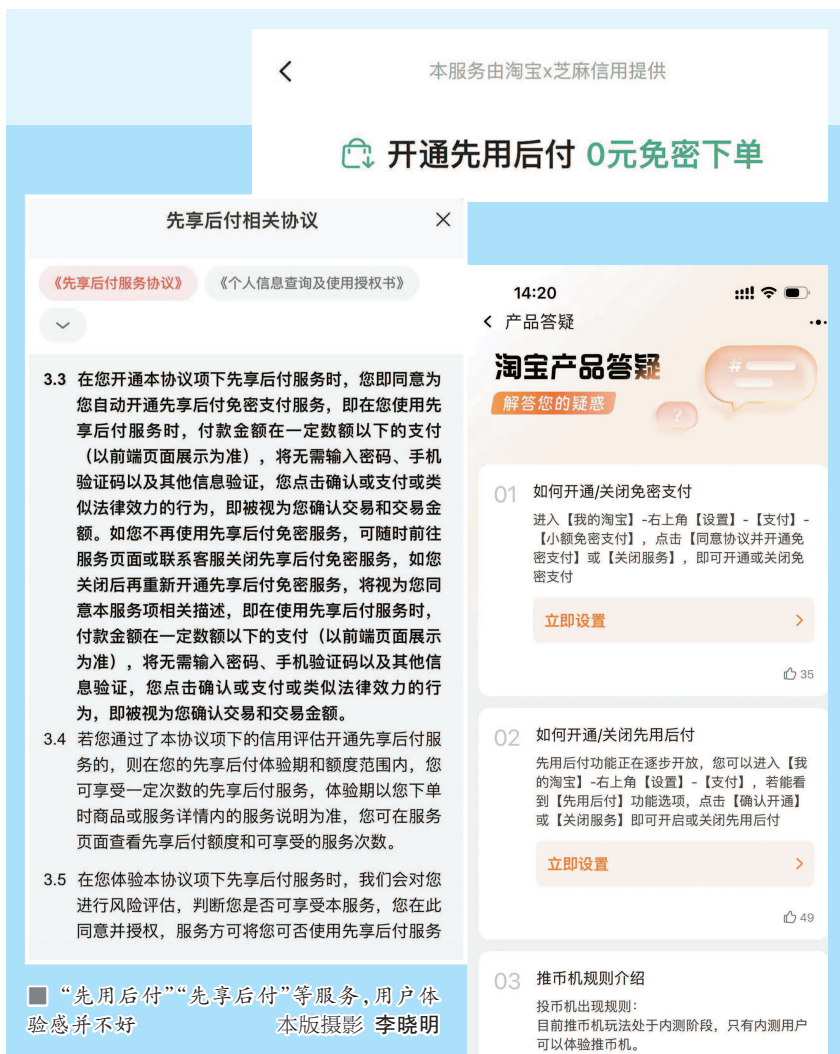 本服务由淘宝x芝麻信用提供
开通先用后付 0元免密下单
先享后付相关协议
《先享后付服务协议》 《个人信息查询及使用授权书》
3.3 在您开通本协议项下先享后付服务时，您即同意为
您自动开通先享后付免密支付服务，即在您使用先
享后付服务时，付款金额在一定数额以下的支付
（以前端页面展示为准），将无需输入密码、手机
验证码以及其他信息验证，您点击确认或支付或类
似法律效力的行为，即被视为您确认交易和交易金
额。如您不再使用先享后付免密服务，可随时前往
服务页面或联系客服关闭先享后付免密服务，如您
关闭后再重新开通先享后付免密服务，将视为您同
意本服务项相关描述，即在使用先享后付服务时，
付款金额在一定数额以下的支付（以前端页面展示
为准），将无需输入密码、手机验证码以及其他信
息验证，您点击确认或支付或类似法律效力的行
为，即被视为您确认交易和交易金额。
3.4 若您通过了本协议项下的信用评估开通先享后付服
务的，则在您的先享后付体验期和额度范围内，您
可享受一定次数的先享后付服务，体验期以您下单
时商品或服务详情内的服务说明为准，您可在服务
页面查看先享后付额度和可享受的服务次数。
3.5 在您体验本协议项下先享后付服务时，我们会对您
进行风险评估，判断您是否可享受本服务，您在此
同意并授权，服务方可将您可否使用先享后付服务
14:20
产品答疑
淘宝产品答疑
解答您的疑惑
#
?
01 如何开通/关闭免密支付
进入【我的淘宝】-右上角【设置】-【支付】-
【小额免密支付】，点击【同意协议并开通免
密支付】或【关闭服务】，即可开通或关闭免
密支付
立即设置
35
02 如何开通/关闭先用后付
先用后付功能正在逐步开放，您可以进入【我
的淘宝】-右上角【设置】-【支付】，若能看
到【先用后付】功能选项，点击【确认开通】
或【关闭服务】即可开启或关闭先用后付
立即设置
49
03 推币机规则介绍
投币机出现规则：
目前推币机玩法处于内测阶段，只有内测用户
可以体验推币机。
■ “先用后付”“先享后付”等服务，用户体
验感并不好 本版摄影 李晓明